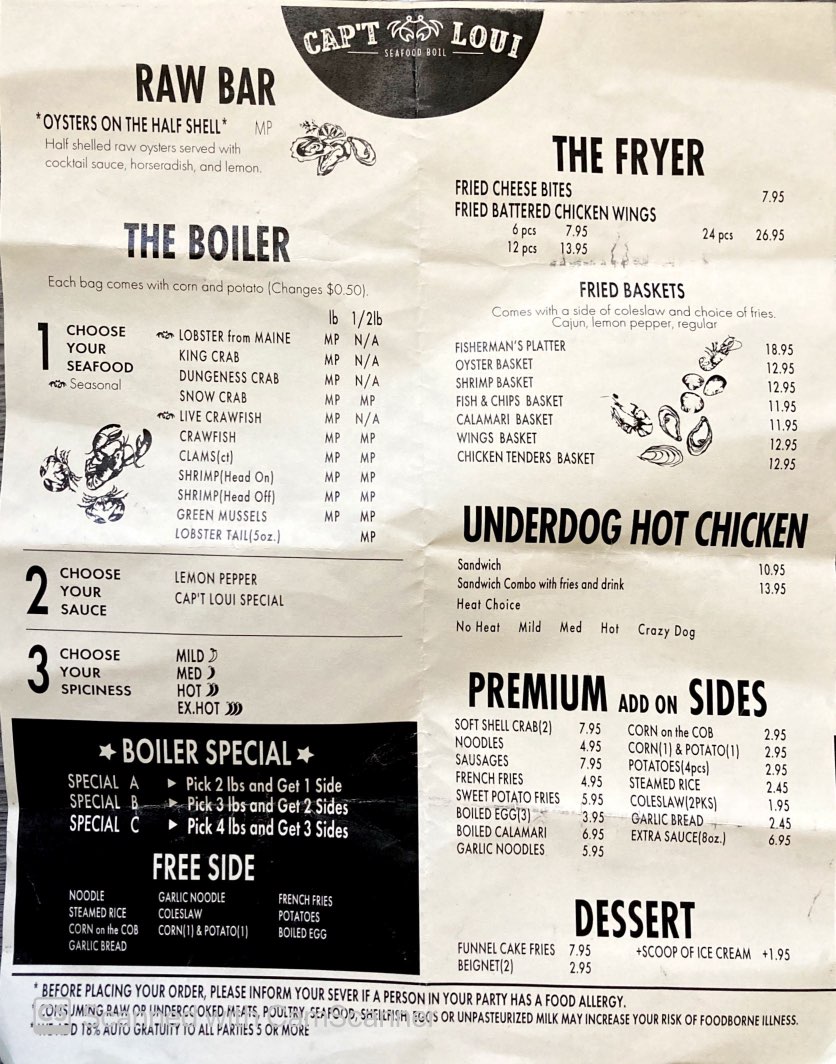 CAP'T LOUI
SEAFOOD BOIL
RAW BAR
*OYSTERS ON THE HALF SHELL* MP
Half shelled raw oysters served with
cocktail sauce, horseradish, and lemon.
THE BOILER
Each bag comes with corn and potato (Changes $0.50).
lb 1/2lb
1 CHOOSE YOUR SEAFOOD
Seasonal
LOBSTER from MAINE MP N/A
KING CRAB MP N/A
DUNGENESS CRAB MP N/A
SNOW CRAB MP MP
LIVE CRAWFISH MP N/A
CRAWFISH MP MP
CLAMS(ct) MP MP
SHRIMP(Head On) MP MP
SHRIMP(Head Off) MP MP
GREEN MUSSELS MP MP
LOBSTER TAIL(5oz.) MP
2 CHOOSE YOUR SAUCE
LEMON PEPPER
CAP'T LOUI SPECIAL
3 CHOOSE YOUR SPICINESS
MILD
MED
HOT
EX.HOT
★ BOILER SPECIAL ★
SPECIAL A ► Pick 2 lbs and Get 1 Side
SPECIAL B ► Pick 3 lbs and Get 2 Sides
SPECIAL C ► Pick 4 lbs and Get 3 Sides
FREE SIDE
NOODLE GARLIC NOODLE FRENCH FRIES
STEAMED RICE COLESLAW POTATOES
CORN on the COB CORN(1) & POTATO(1) BOILED EGG
GARLIC BREAD
THE FRYER
FRIED CHEESE BITES 7.95
FRIED BATTERED CHICKEN WINGS
6 pcs 7.95 24 pcs 26.95
12 pcs 13.95
FRIED BASKETS
Comes with a side of coleslaw and choice of fries.
Cajun, lemon pepper, regular
FISHERMAN'S PLATTER 18.95
OYSTER BASKET 12.95
SHRIMP BASKET 12.95
FISH & CHIPS BASKET 11.95
CALAMARI BASKET 11.95
WINGS BASKET 12.95
CHICKEN TENDERS BASKET 12.95
UNDERDOG HOT CHICKEN
Sandwich 10.95
Sandwich Combo with fries and drink 13.95
Heat Choice
No Heat Mild Med Hot Crazy Dog
PREMIUM ADD ON SIDES
SOFT SHELL CRAB(2) 7.95 CORN on the COB 2.95
NOODLES 4.95 CORN(1) & POTATO(1) 2.95
SAUSAGES 7.95 POTATOES(4pcs) 2.95
FRENCH FRIES 4.95 STEAMED RICE 2.45
SWEET POTATO FRIES 5.95 COLESLAW(2PKS) 1.95
BOILED EGG(3) 3.95 GARLIC BREAD 2.45
BOILED CALAMARI 6.95 EXTRA SAUCE(8oz.) 6.95
GARLIC NOODLES 5.95
DESSERT
FUNNEL CAKE FRIES 7.95 +SCOOP OF ICE CREAM +1.95
BEIGNET(2) 2.95
* BEFORE PLACING YOUR ORDER, PLEASE INFORM YOUR SEVER IF A PERSON IN YOUR PARTY HAS A FOOD ALLERGY.
* CONSUMING RAW OR UNDERCOOKED MEATS, POULTRY, SEAFOOD, SHELLFISH, EGGS OR UNPASTEURIZED MILK MAY INCREASE YOUR RISK OF FOODBORNE ILLNESS.
18% AUTO GRATUITY TO ALL PARTIES 5 OR MORE
CS Scanned with CamScanner